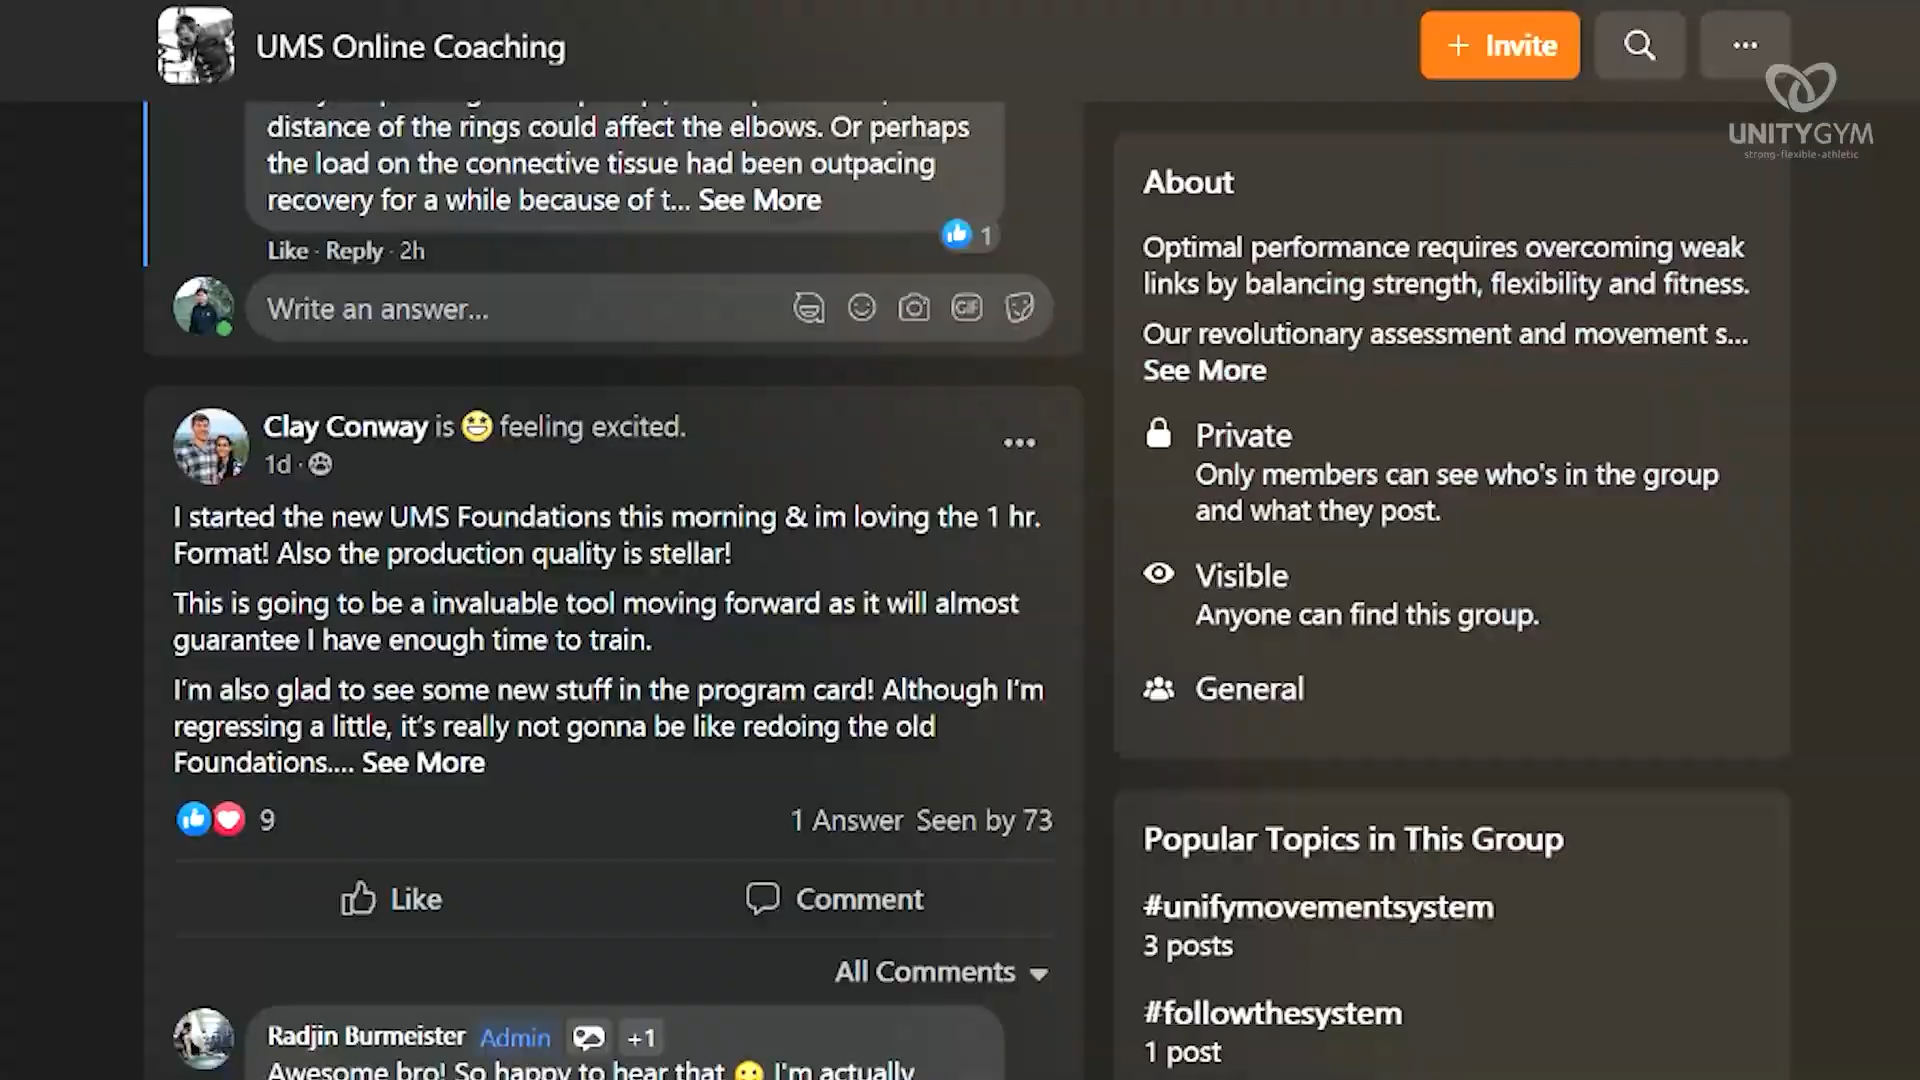 UMS Online Coaching
+ Invite
UNITYGYM
strong-flexible-athletic
distance of the rings could affect the elbows. Or perhaps
the load on the connective tissue had been outpacing
recovery for a while because of t... See More
Like · Reply · 2h
1
Write an answer...
GIF
Clay Conway is feeling excited.
1d ·
I started the new UMS Foundations this morning & im loving the 1 hr.
Format! Also the production quality is stellar!
This is going to be a invaluable tool moving forward as it will almost
guarantee I have enough time to train.
I'm also glad to see some new stuff in the program card! Although I'm
regressing a little, it's really not gonna be like redoing the old
Foundations.... See More
9
1 Answer Seen by 73
Like
Comment
All Comments
Radjin Burmeister Admin +1
Awesome bro! So happy to hear that I'm actually
About
Optimal performance requires overcoming weak
links by balancing strength, flexibility and fitness.
Our revolutionary assessment and movement s...
See More
Private
Only members can see who's in the group
and what they post.
Visible
Anyone can find this group.
General
Popular Topics in This Group
#unifymovementsystem
3 posts
#followthesystem
1 post